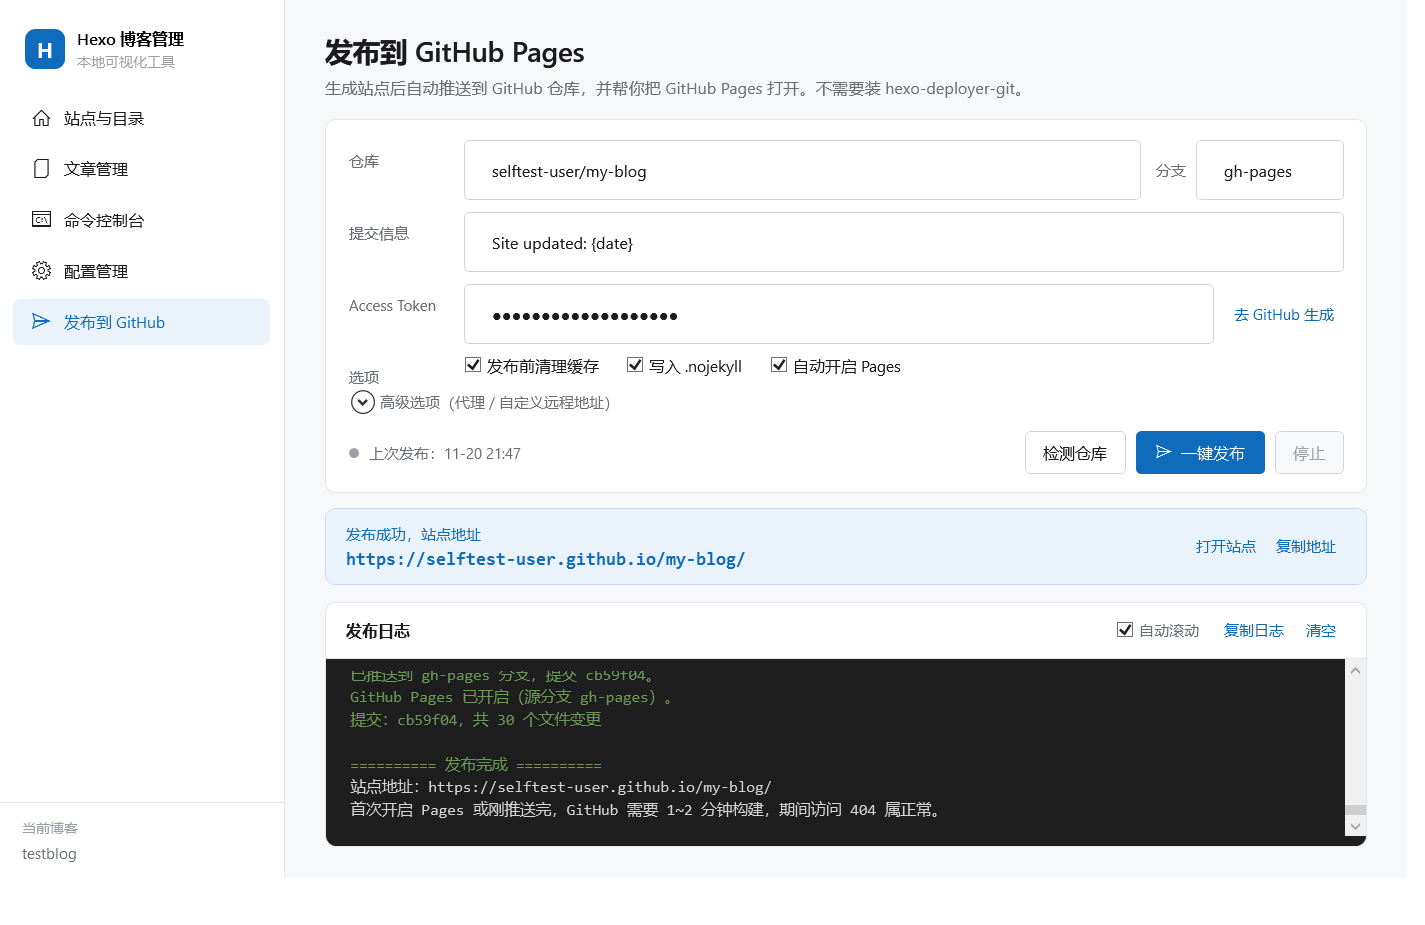 H
Hexo 博客管理
本地可视化工具
站点与目录
文章管理
命令控制台
配置管理
发布到 GitHub
当前博客
testblog
发布到 GitHub Pages
生成站点后自动推送到 GitHub 仓库，并帮你把 GitHub Pages 打开。不需要装 hexo-deployer-git。
仓库 selftest-user/my-blog 分支 gh-pages
提交信息 Site updated: {date}
Access Token ●●●●●●●●●●●●●●●●●●● 去 GitHub 生成
选项 发布前清理缓存 写入 .nojekyll 自动开启 Pages
高级选项（代理 / 自定义远程地址）
上次发布：11-20 21:47 检测仓库 一键发布 停止
发布成功，站点地址
https://selftest-user.github.io/my-blog/
打开站点 复制地址
发布日志 自动滚动 复制日志 清空
已推送到 gh-pages 分支，提交 cb59f04。
GitHub Pages 已开启（源分支 gh-pages）。
提交：cb59f04，共 30 个文件变更
========== 发布完成 ==========
站点地址：https://selftest-user.github.io/my-blog/
首次开启 Pages 或刚推送完，GitHub 需要 1~2 分钟构建，期间访问 404 属正常。